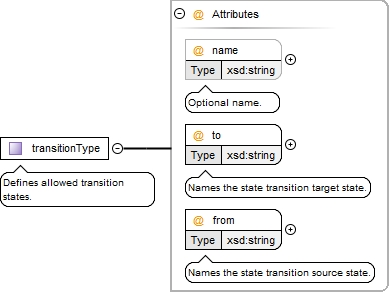 @ Attributes
@ name
Type xsd:string
Optional name.
@ to
Type xsd:string
transitionType
Defines allowed transition
states.
Names the state transition target state.
@ from
Type xsd:string
Names the state transition source state.